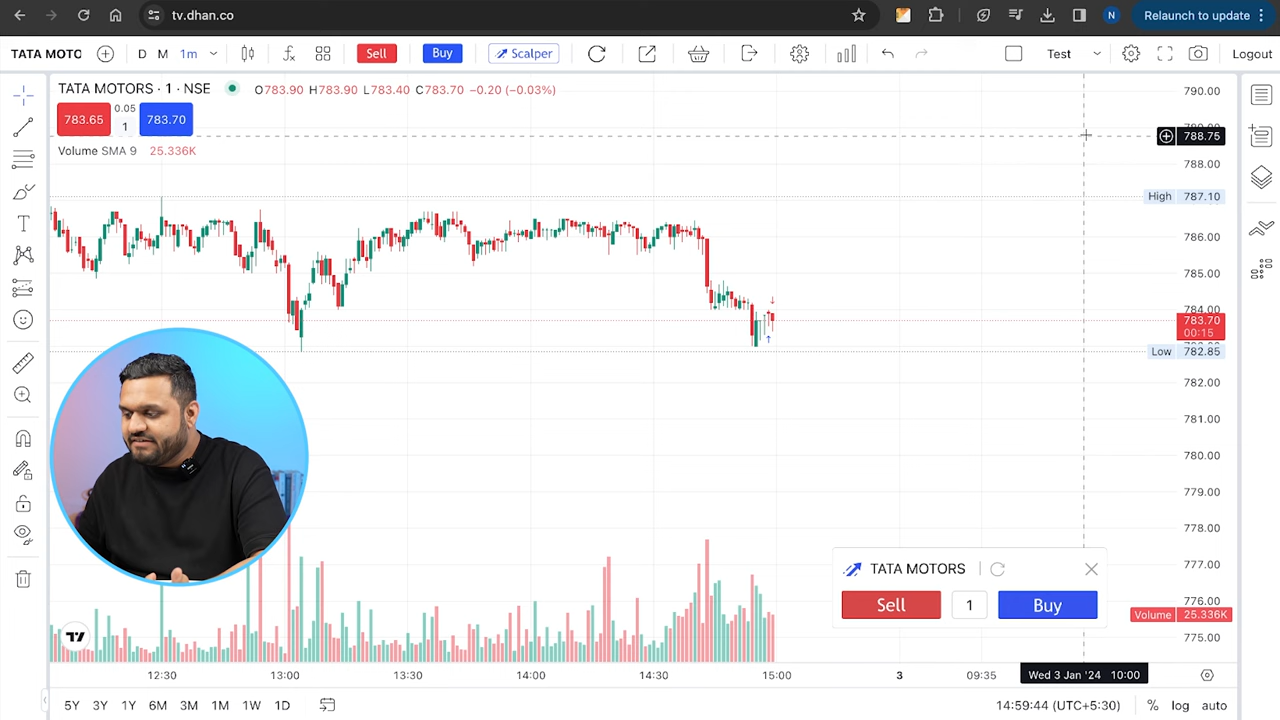 tv.dhan.co
N
Relaunch to update
TATA MOTO
D M 1m
Sell
Buy
Scalper
Test
Logout
TATA MOTORS · 1 · NSE
O783.90 H783.90 L783.40 C783.70 −0.20 (−0.03%)
783.65
0.05
1
783.70
Volume SMA 9 25.336K
790.00
788.75
788.00
High 787.10
786.00
785.00
784.00
783.70
00:15
Low 782.85
782.00
781.00
780.00
779.00
778.00
777.00
776.00
Volume 25.336K
775.00
TATA MOTORS
Sell
1
Buy
12:30
13:00
13:30
14:00
14:30
15:00
3
09:35
Wed 3 Jan '24 10:00
5Y 3Y 1Y 6M 3M 1M 1W 1D
14:59:44 (UTC+5:30)
% log auto